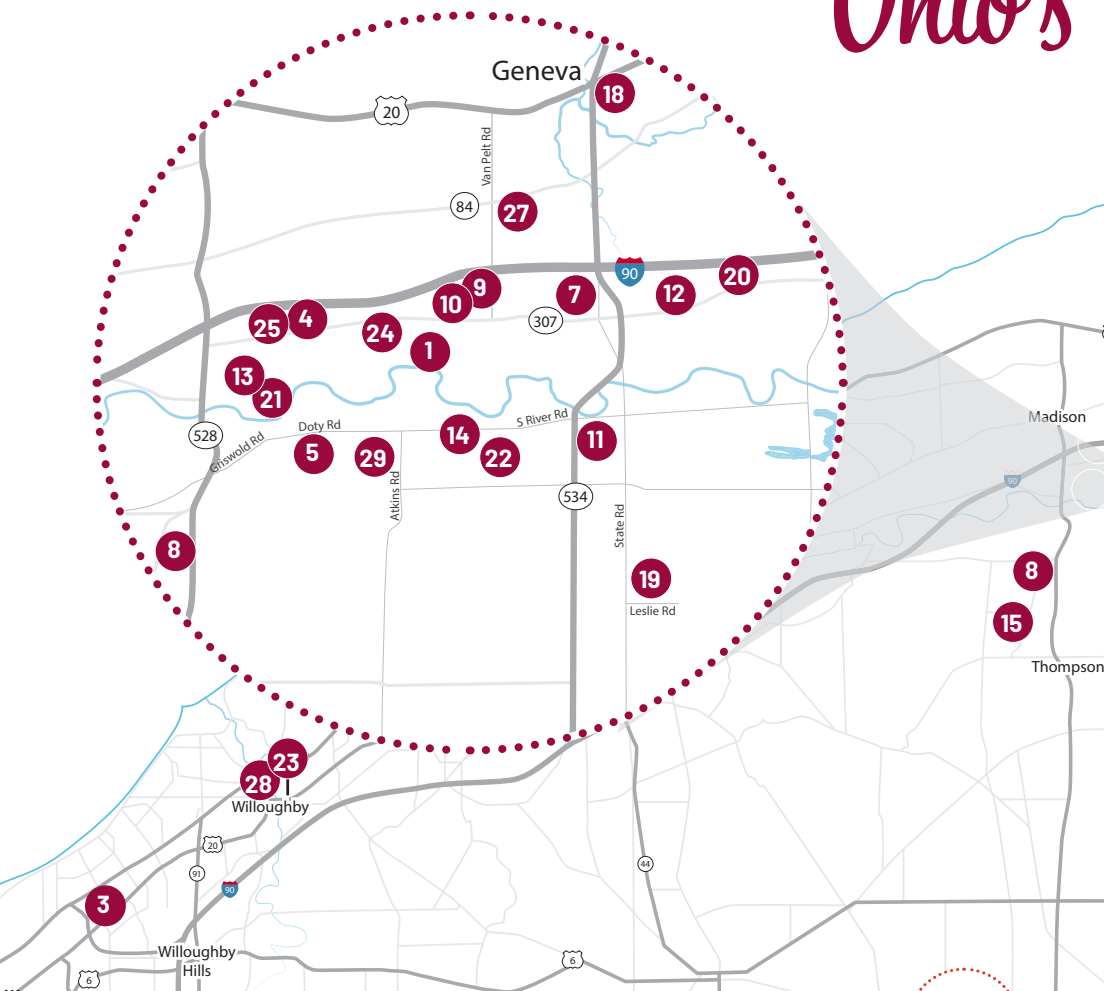 Ohio's
Geneva
18
20
Van Pelt Rd
84
27
90
20
9
10
7
12
307
4
25
24
1
13
21
528
Griswold Rd
Doty Rd
S River Rd
14
11
5
29
22
Atkins Rd
534
State Rd
8
19
Leslie Rd
Madison
90
8
15
Thompson
23
28
Willoughby
20
91
90
44
3
Willoughby
Hills
6
6